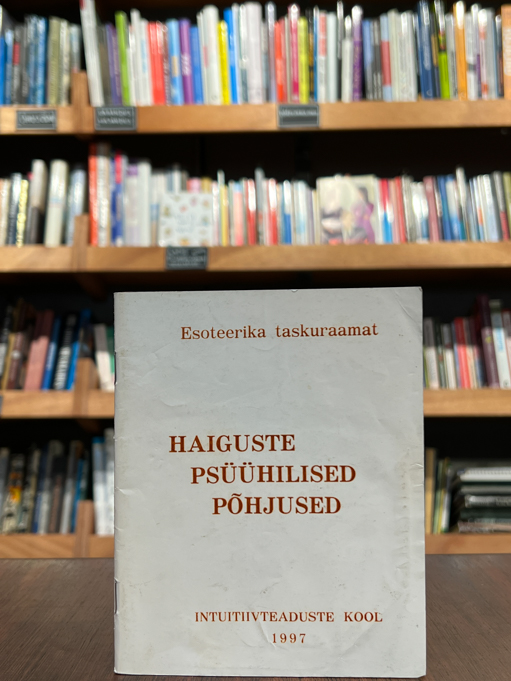 Esoteerika taskuraamat
HAIGUSTE
PSÜÜHILISED
PÕHJUSED
INTUITIIVTEADUSTE KOOL
1997